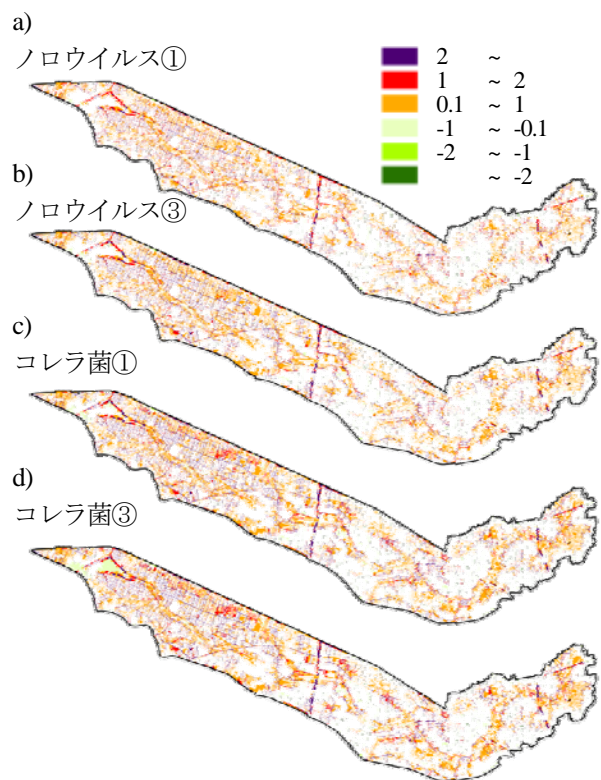 a)
ノロウイルス①
2 ~
1 ~ 2
0.1 ~ 1
-1 ~ -0.1
-2 ~ -1
~ -2
b)
ノロウイルス③
c)
コレラ菌①
d)
コレラ菌③